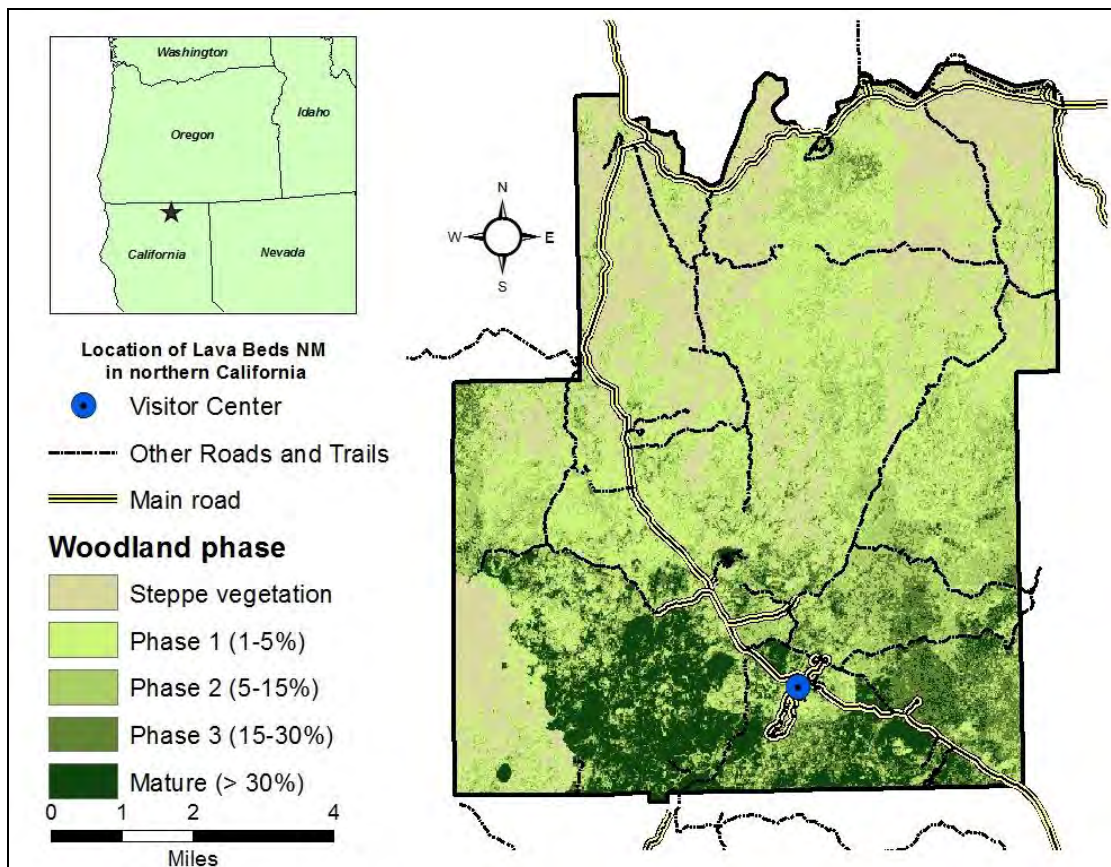 Washington
Oregon
Idaho
California
Nevada
Location of Lava Beds NM
in northern California
Visitor Center
Other Roads and Trails
Main road
Woodland phase
Steppe vegetation
Phase 1 (1-5%)
Phase 2 (5-15%)
Phase 3 (15-30%)
Mature (> 30%)
0 1 2 4
Miles
N
W E
S